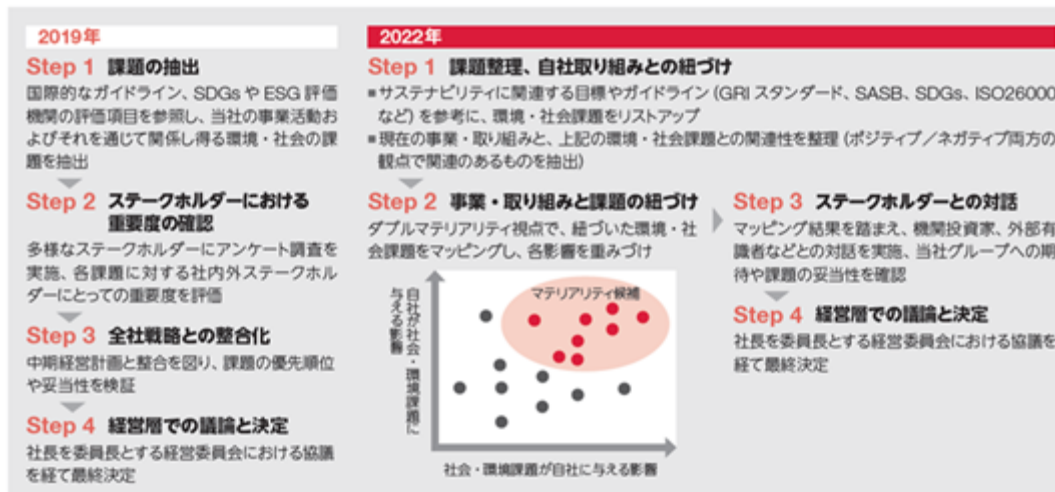 2019年
Step 1 課題の抽出
国際的なガイドライン、SDGs や ESG 評価
機関の評価項目を参照し、当社の事業活動お
よびそれを通じて関係し得る環境・社会の課
題を抽出
Step 2 ステークホルダーにおける
重要度の確認
多様なステークホルダーにアンケート調査を
実施、各課題に対する社内外ステークホル
ダーにとっての重要度を評価
Step 3 全社戦略との整合化
中期経営計画と整合を図り、課題の優先順位
や妥当性を検証
Step 4 経営層での議論と決定
社長を委員長とする経営委員会における協議
を経て最終決定
2022年
Step 1 課題整理、自社取り組みとの紐づけ
■サステナビリティに関連する目標やガイドライン (GRI スタンダード、SASB、SDGs、ISO26000
など) を参考に、環境・社会課題をリストアップ
■現在の事業・取り組みと、上記の環境・社会課題との関連性を整理 (ポジティブ／ネガティブ両方の
観点で関連のあるものを抽出)
Step 2 事業・取り組みと課題の紐づけ
ダブルマテリアリティ視点で、紐づいた環境・社
会課題をマッピングし、各影響を重みづけ
マテリアリティ候補
自社が社会・環境課題に
与える影響
社会・環境課題が自社に与える影響
Step 3 ステークホルダーとの対話
マッピング結果を踏まえ、機関投資家、外部有
識者などとの対話を実施、当社グループへの期
待や課題の妥当性を確認
Step 4 経営層での議論と決定
社長を委員長とする経営委員会における協議を
経て最終決定